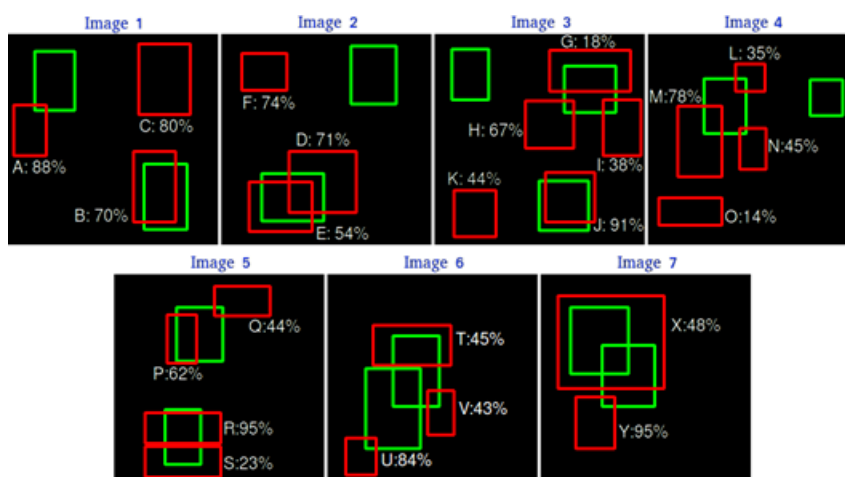 Image 1
Image 2
Image 3
Image 4
A: 88%
B: 70%
C: 80%
D: 71%
E: 54%
F: 74%
G: 18%
H: 67%
I: 38%
J: 91%
K: 44%
L: 35%
M:78%
N:45%
O:14%
Image 5
Image 6
Image 7
P:62%
Q:44%
R:95%
S:23%
T:45%
U:84%
V:43%
X:48%
Y:95%